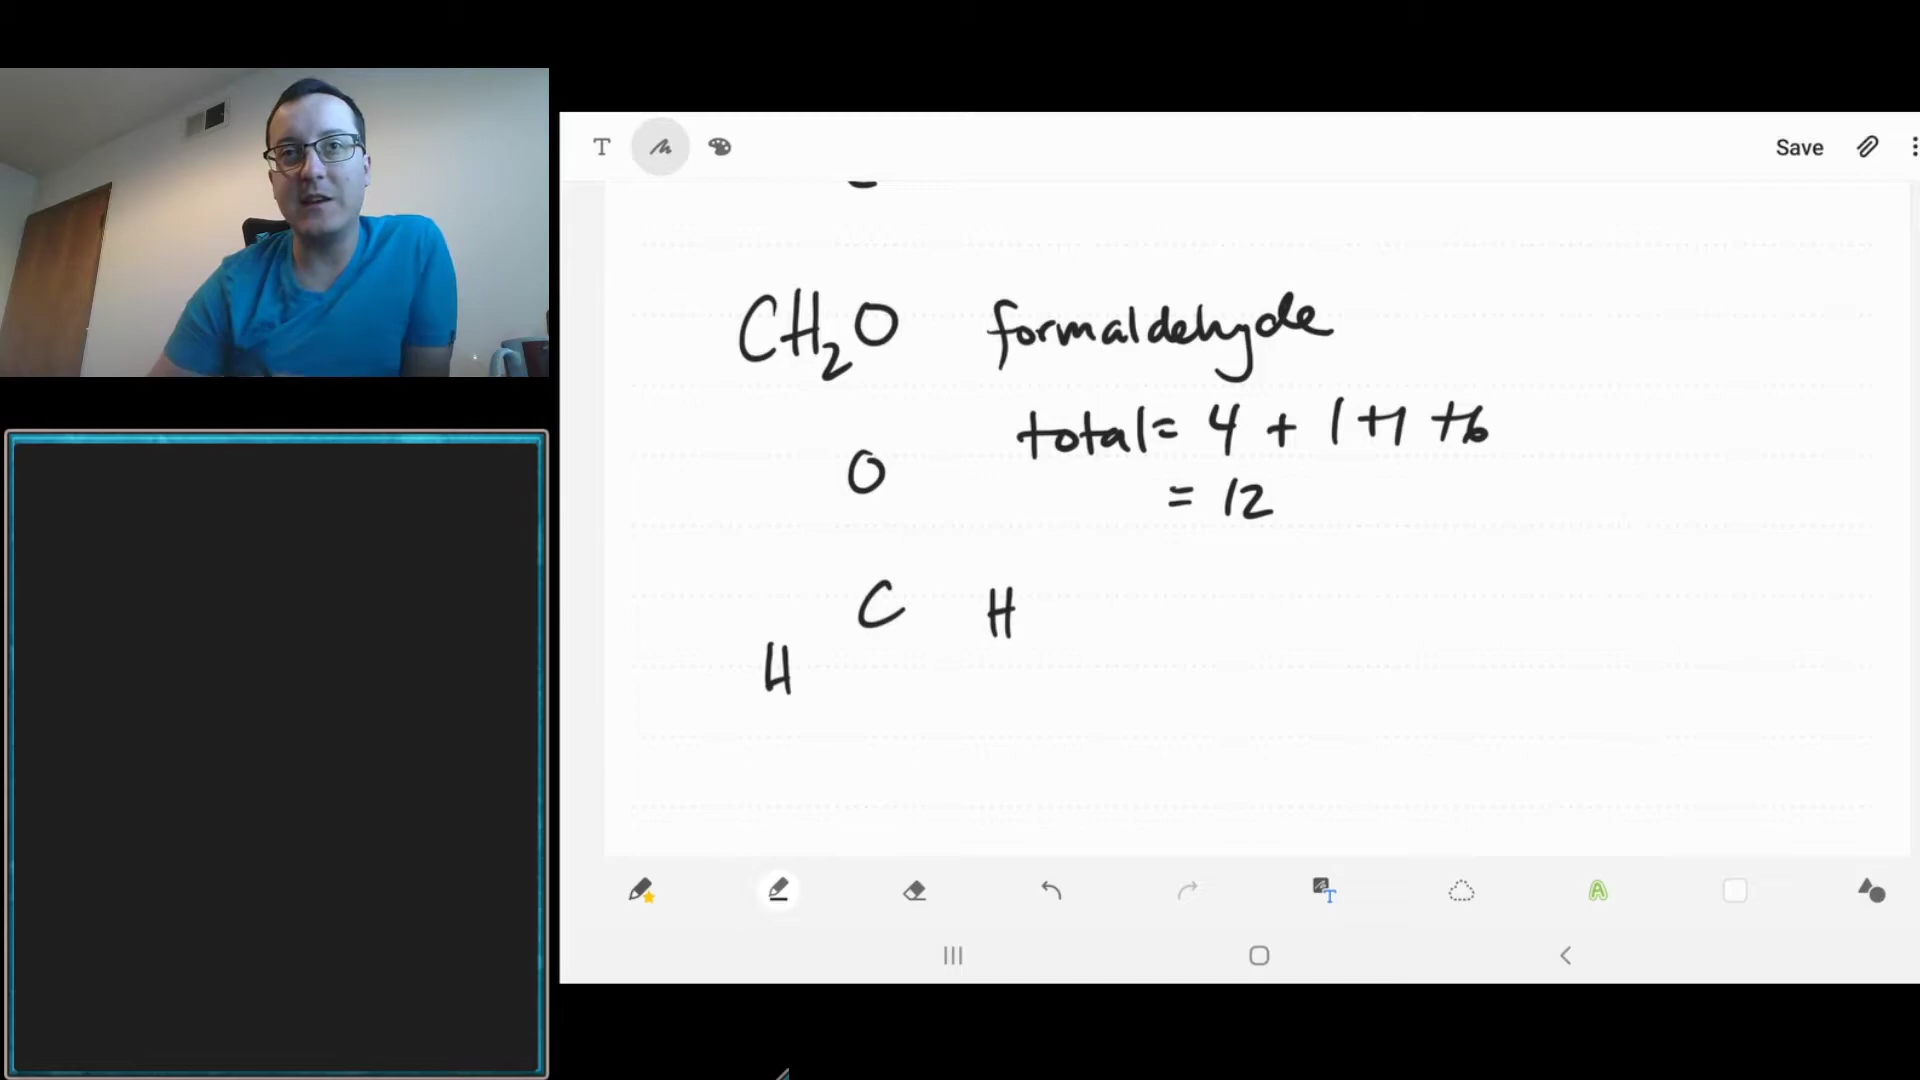 T
Save
CH₂O formaldehyde
total = 4 + 1+1 +6
= 12
O
C H
H
T
A